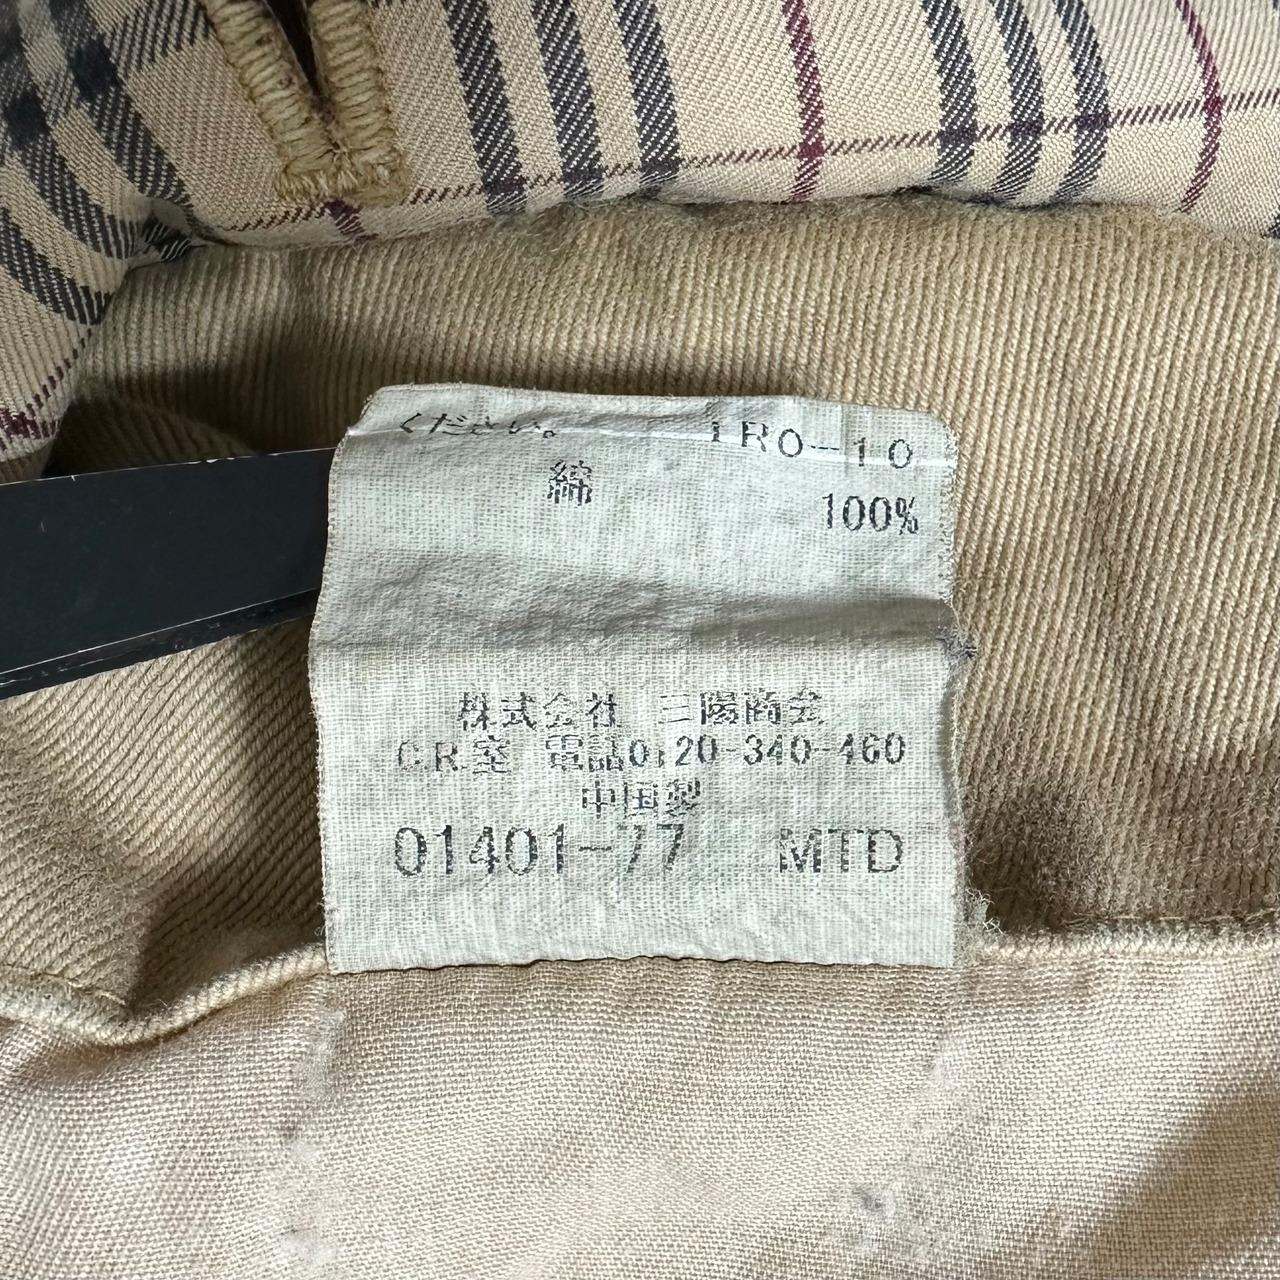 ください。 1R0-10
綿
100%
株式会社 三陽商会
C.R.室 電話0120-340-460
中国製
01401-77 MTD